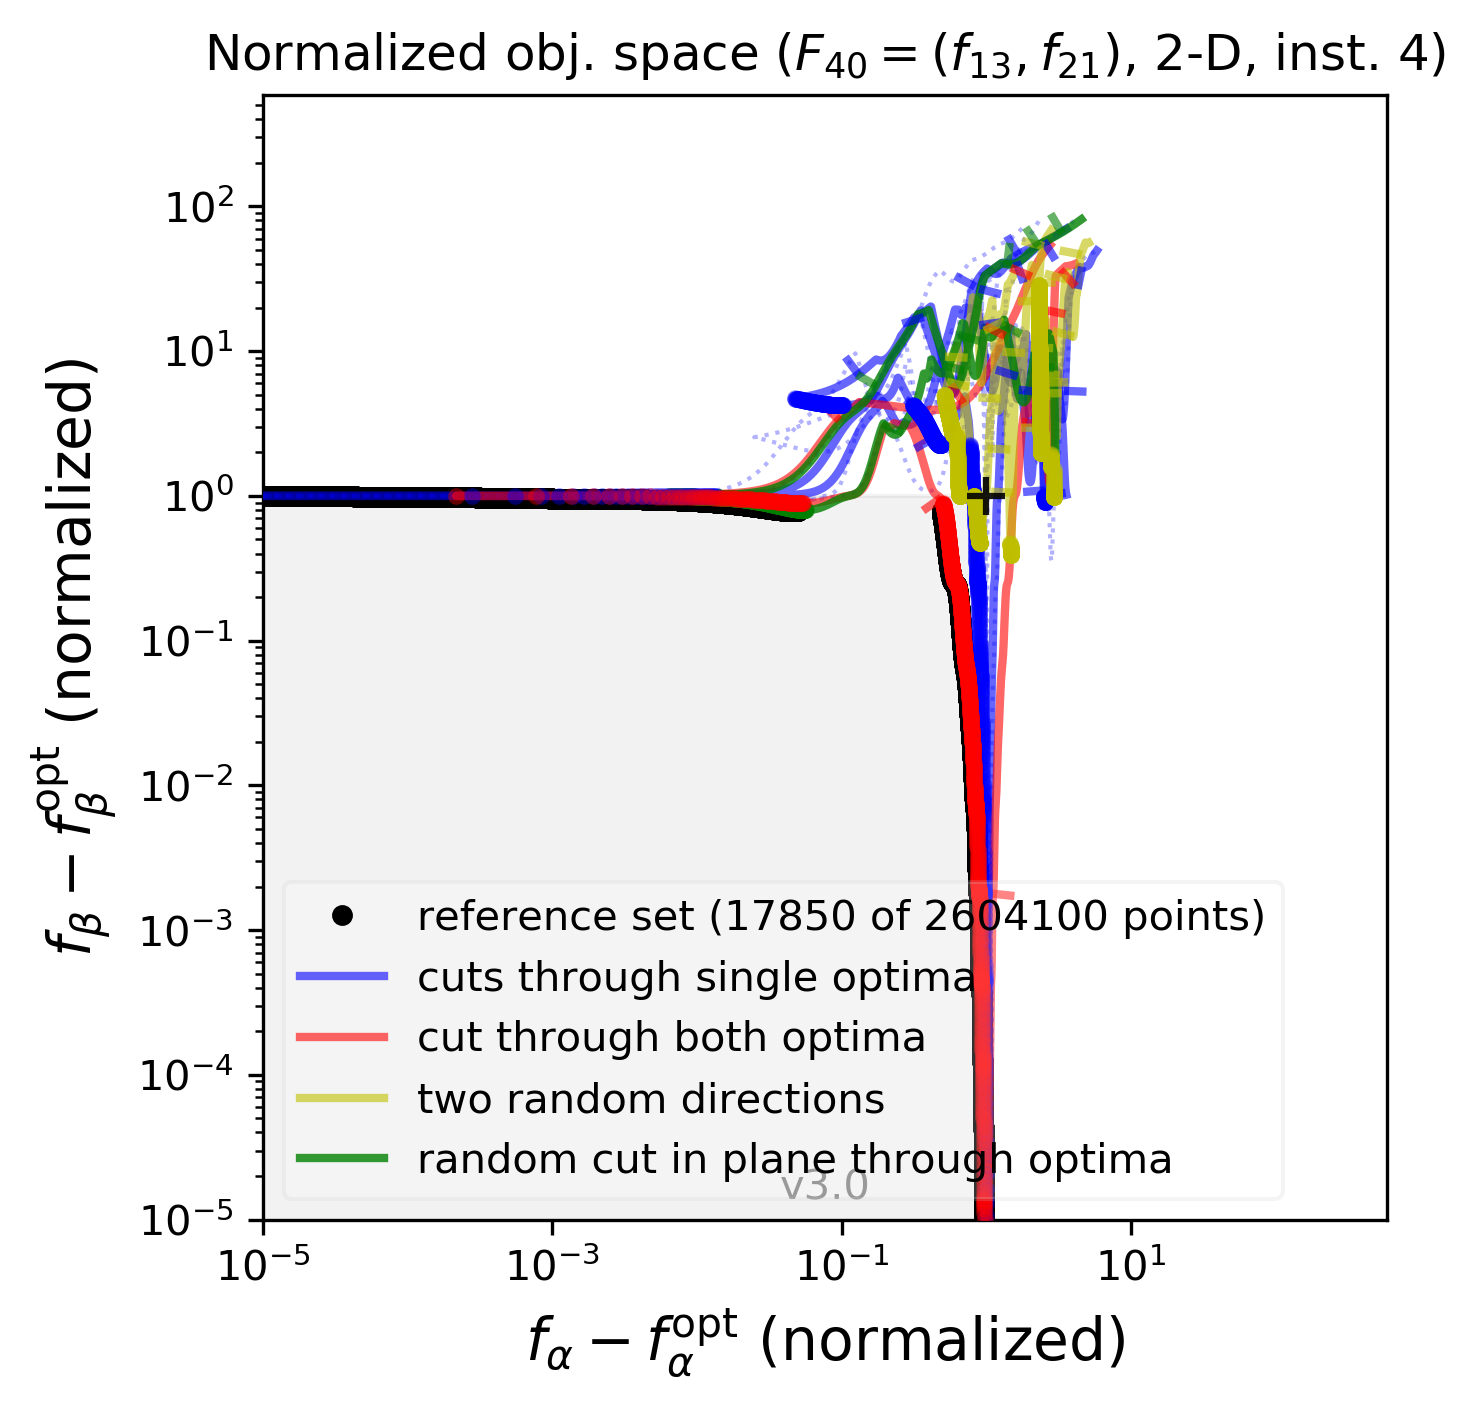 Normalized obj. space (F₄₀ = (f₁₃, f₂₁), 2-D, inst. 4)
f_β − f_β^opt (normalized)
10²
10¹
10⁰
10⁻¹
10⁻²
10⁻³
10⁻⁴
10⁻⁵
reference set (17850 of 2604100 points)
cuts through single optima
cut through both optima
two random directions
random cut in plane through optima
v3.0
10⁻⁵ 10⁻³ 10⁻¹ 10¹
f_α − f_α^opt (normalized)